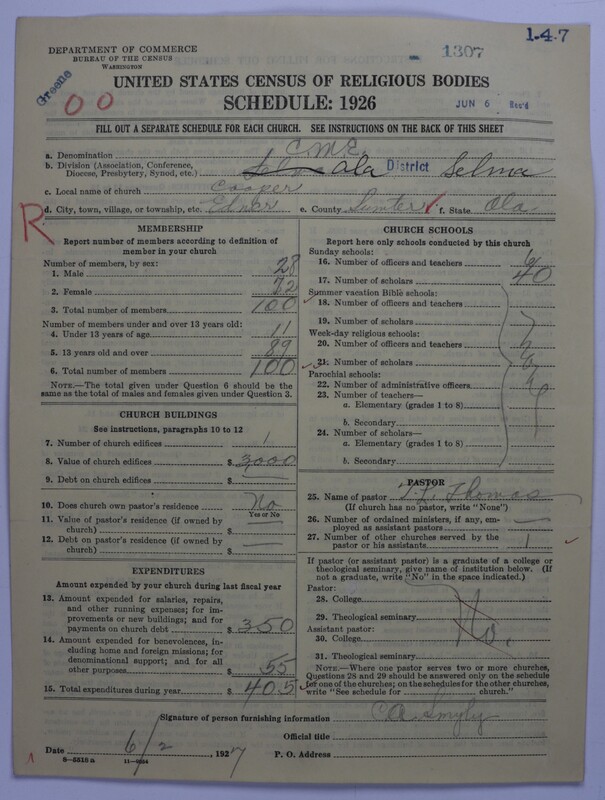 1-4-7
DEPARTMENT OF COMMERCE
BUREAU OF THE CENSUS
WASHINGTON
1307
Greene
00
UNITED STATES CENSUS OF RELIGIOUS BODIES
SCHEDULE: 1926
JUN 6 Rec'd
FILL OUT A SEPARATE SCHEDULE FOR EACH CHURCH. SEE INSTRUCTIONS ON THE BACK OF THIS SHEET
a. Denomination C.M.E.
b. Division (Association, Conference, Diocese, Presbytery, Synod, etc.) Ala District Selma
c. Local name of church Cooper
d. City, town, village, or township, etc. e. County Sumter f. State Ala
R
MEMBERSHIP
Report number of members according to definition of member in your church
Number of members, by sex:
1. Male 28
2. Female 72
3. Total number of members 100
Number of members under and over 13 years old:
4. Under 13 years of age 11
5. 13 years old and over 89
6. Total number of members 100
NOTE.—The total given under Question 6 should be the same as the total of males and females given under Question 3.
CHURCH BUILDINGS
See instructions, paragraphs 10 to 12
7. Number of church edifices 1
8. Value of church edifices $ 3,000
9. Debt on church edifices $
10. Does church own pastor's residence No
Yes or No
11. Value of pastor's residence (if owned by church) $
12. Debt on pastor's residence (if owned by church) $
EXPENDITURES
Amount expended by your church during last fiscal year
13. Amount expended for salaries, repairs, and other running expenses; for improvements or new buildings; and for payments on church debt $ 350
14. Amount expended for benevolences, including home and foreign missions; for denominational support; and for all other purposes $ 55
15. Total expenditures during year $ 405
CHURCH SCHOOLS
Report here only schools conducted by this church
Sunday schools:
16. Number of officers and teachers 6
17. Number of scholars 40
Summer vacation Bible schools:
18. Number of officers and teachers
19. Number of scholars
Week-day religious schools:
20. Number of officers and teachers
21. Number of scholars
Parochial schools:
22. Number of administrative officers
23. Number of teachers—
a. Elementary (grades 1 to 8)
b. Secondary
24. Number of scholars—
a. Elementary (grades 1 to 8)
b. Secondary
PASTOR
25. Name of pastor T. L. Thomas
(If church has no pastor, write "None")
26. Number of ordained ministers, if any, employed as assistant pastors —
27. Number of other churches served by the pastor or his assistants 1
If pastor (or assistant pastor) is a graduate of a college or theological seminary, give name of institution below. (If not a graduate, write "No" in the space indicated.)
Pastor:
28. College
29. Theological seminary No.
Assistant pastor:
30. College
31. Theological seminary
NOTE.—Where one pastor serves two or more churches, Questions 28 and 29 should be answered only on the schedule for one of the churches; on the schedules for the other churches, write "See schedule for church."
Signature of person furnishing information C A Smyly
Official title
Date 6/2, 1927 P. O. Address
8-5515a 11-9554